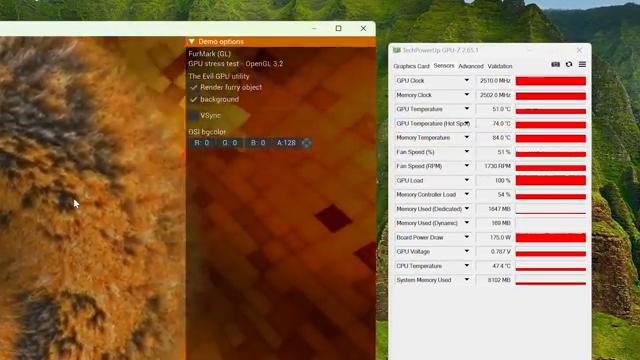 Demo options
FurMark (GL)
GPU stress test - OpenGL 3.2
The Evil GPU utility
Render furry object
background
VSync
OSI bgcolor
R: 0 G: 0 B: 0 A:128
TechPowerUp GPU-Z 2.65.1
Graphics Card Sensors Advanced Validation
GPU Clock 2510.0 MHz
Memory Clock 2502.0 MHz
GPU Temperature 51.0 °C
GPU Temperature (Hot Spot) 74.0 °C
Memory Temperature 84.0 °C
Fan Speed (%) 51 %
Fan Speed (RPM) 1730 RPM
GPU Load 100 %
Memory Controller Load 54 %
Memory Used (Dedicated) 1647 MB
Memory Used (Dynamic) 169 MB
Board Power Draw 175.0 W
GPU Voltage 0.787 V
CPU Temperature 47.4 °C
System Memory Used 8102 MB